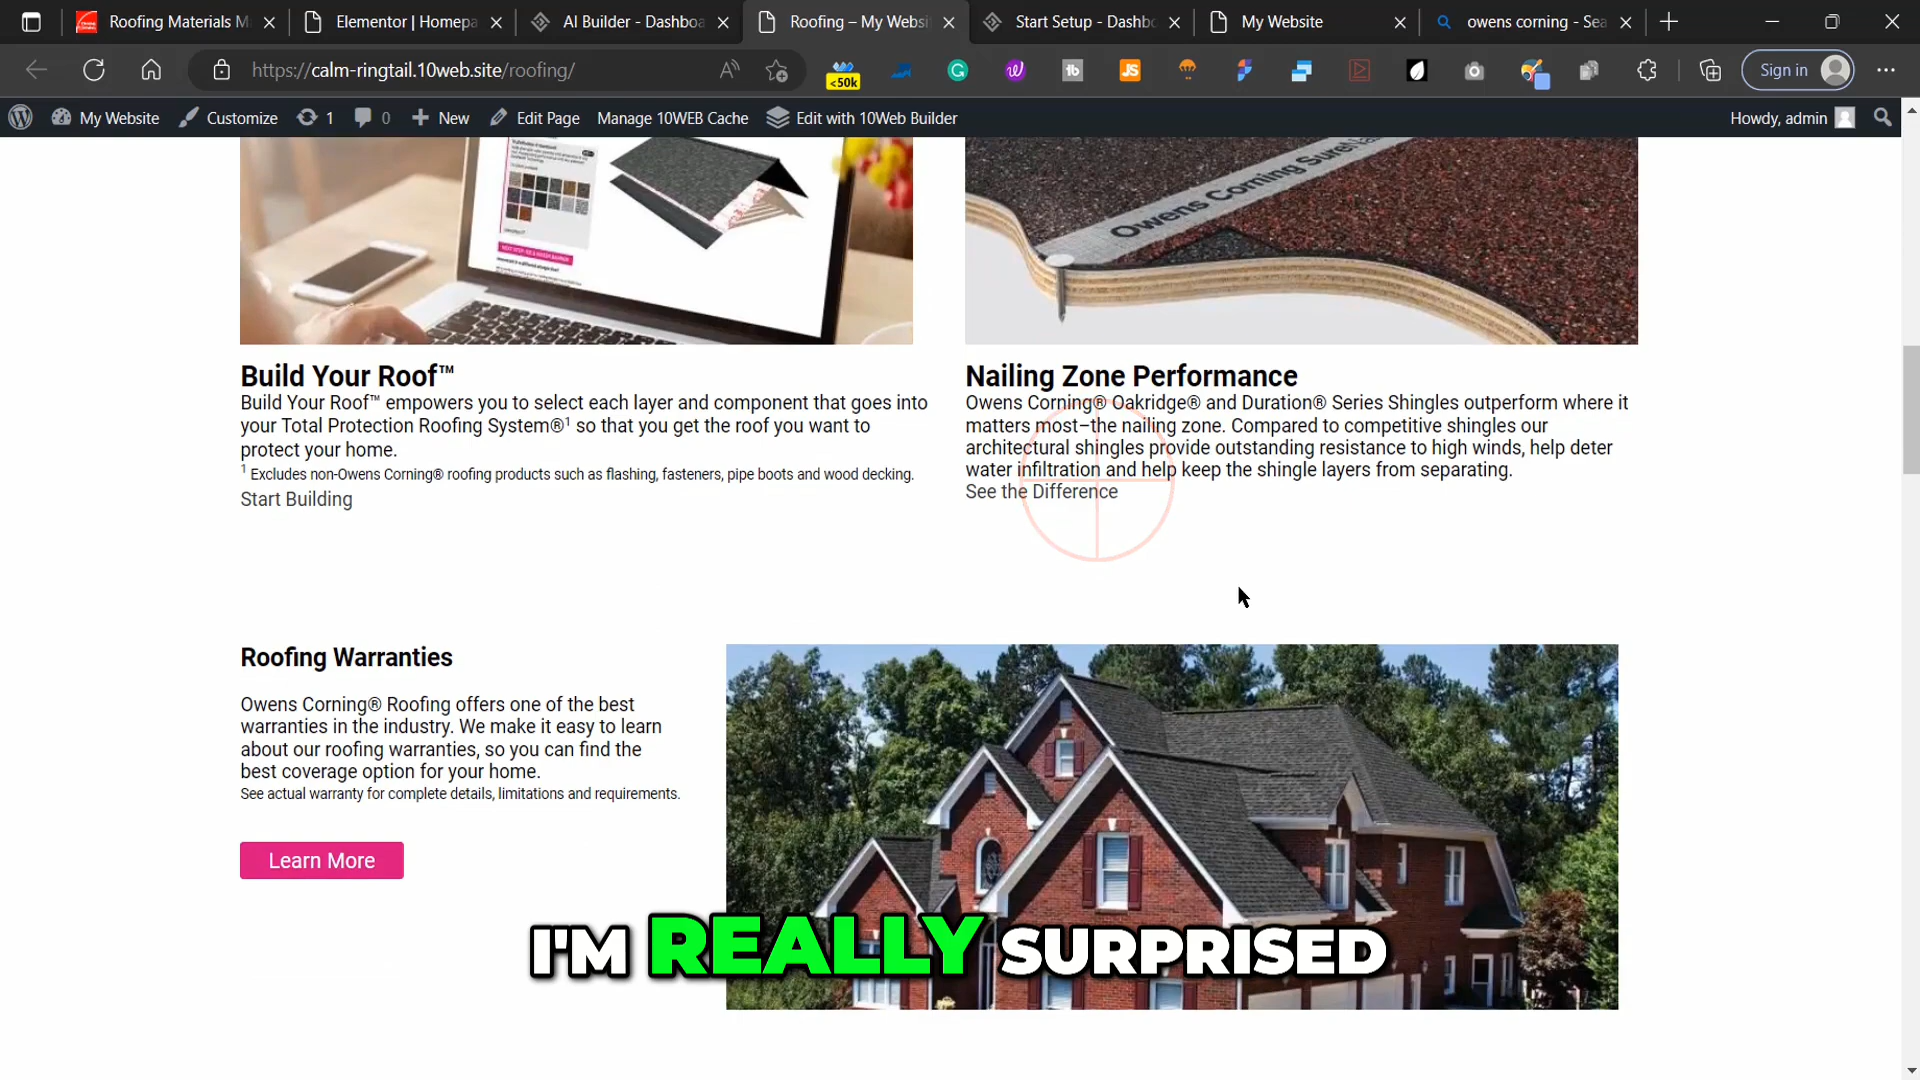 Roofing Materials M
Elementor | Homepa
AI Builder - Dashboa
Roofing – My Websi
Start Setup - Dashbo
My Website
owens corning - Sea
https://calm-ringtail.10web.site/roofing/
<50k
Sign in
My Website
Customize
1
0
New
Edit Page
Manage 10WEB Cache
Edit with 10Web Builder
Howdy, admin
Owens Corning Sure
Build Your Roof™
Build Your Roof™ empowers you to select each layer and component that goes into
your Total Protection Roofing System®¹ so that you get the roof you want to
protect your home.
¹ Excludes non-Owens Corning® roofing products such as flashing, fasteners, pipe boots and wood decking.
Start Building
Nailing Zone Performance
Owens Corning® Oakridge® and Duration® Series Shingles outperform where it
matters most–the nailing zone. Compared to competitive shingles our
architectural shingles provide outstanding resistance to high winds, help deter
water infiltration and help keep the shingle layers from separating.
See the Difference
Roofing Warranties
Owens Corning® Roofing offers one of the best
warranties in the industry. We make it easy to learn
about our roofing warranties, so you can find the
best coverage option for your home.
See actual warranty for complete details, limitations and requirements.
Learn More
I'M REALLY SURPRISED